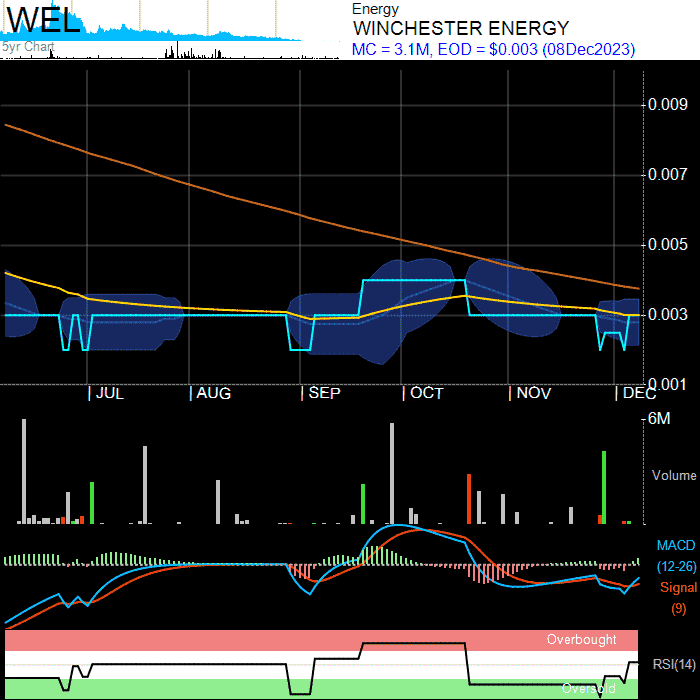 WEL
5yr Chart
Energy
WINCHESTER ENERGY
MC = 3.1M, EOD = $0.003 (08Dec2023)
0.009
0.007
0.005
0.003
0.001
JUL AUG SEP OCT NOV DEC
6M
Volume
MACD
(12-26)
Signal
(9)
Overbought
RSI(14)
Oversold